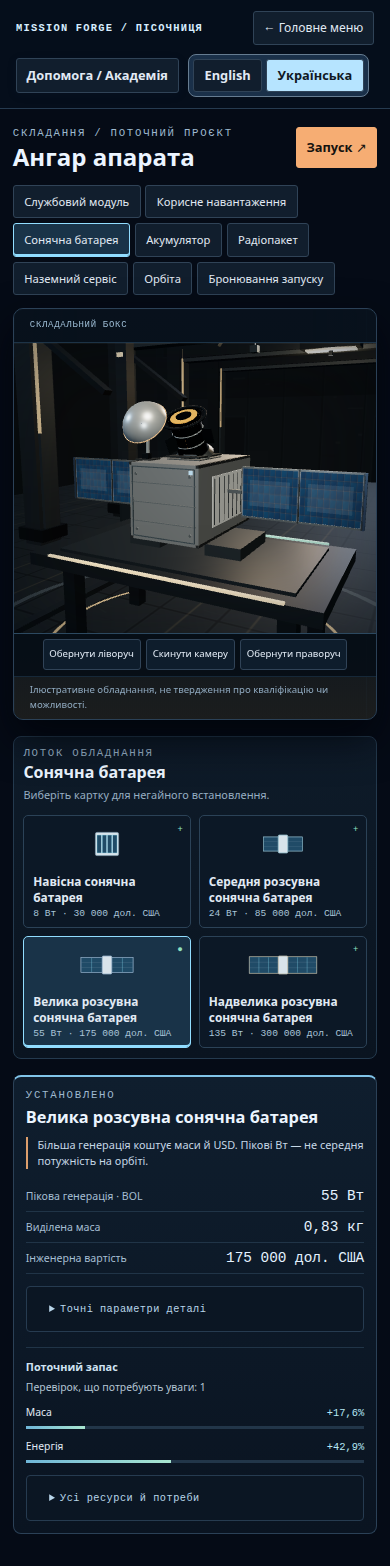 MISSION FORGE / ПІСОЧНИЦЯ
← Головне меню
Допомога / Академія
English
Українська
СКЛАДАННЯ / ПОТОЧНИЙ ПРОЄКТ
Ангар апарата
Запуск ↗
Службовий модуль
Корисне навантаження
Сонячна батарея
Акумулятор
Радіопакет
Наземний сервіс
Орбіта
Бронювання запуску
СКЛАДАЛЬНИЙ БОКС
Обернути ліворуч
Скинути камеру
Обернути праворуч
Ілюстративне обладнання, не твердження про кваліфікацію чи
можливості.
ЛОТОК ОБЛАДНАННЯ
Сонячна батарея
Виберіть картку для негайного встановлення.
+
Навісна сонячна
батарея
8 Вт · 30 000 дол. США
+
Середня розсувна
сонячна батарея
24 Вт · 85 000 дол. США
●
Велика розсувна
сонячна батарея
55 Вт · 175 000 дол. США
+
Надвелика розсувна
сонячна батарея
135 Вт · 300 000 дол. США
УСТАНОВЛЕНО
Велика розсувна сонячна батарея
Більша генерація коштує маси й USD. Пікові Вт — не середня
потужність на орбіті.
Пікова генерація · BOL
55 Вт
Виділена маса
0,83 кг
Інженерна вартість
175 000 дол. США
▶ Точні параметри деталі
Поточний запас
Перевірок, що потребують уваги: 1
Маса
+17,6%
Енергія
+42,9%
▶ Усі ресурси й потреби